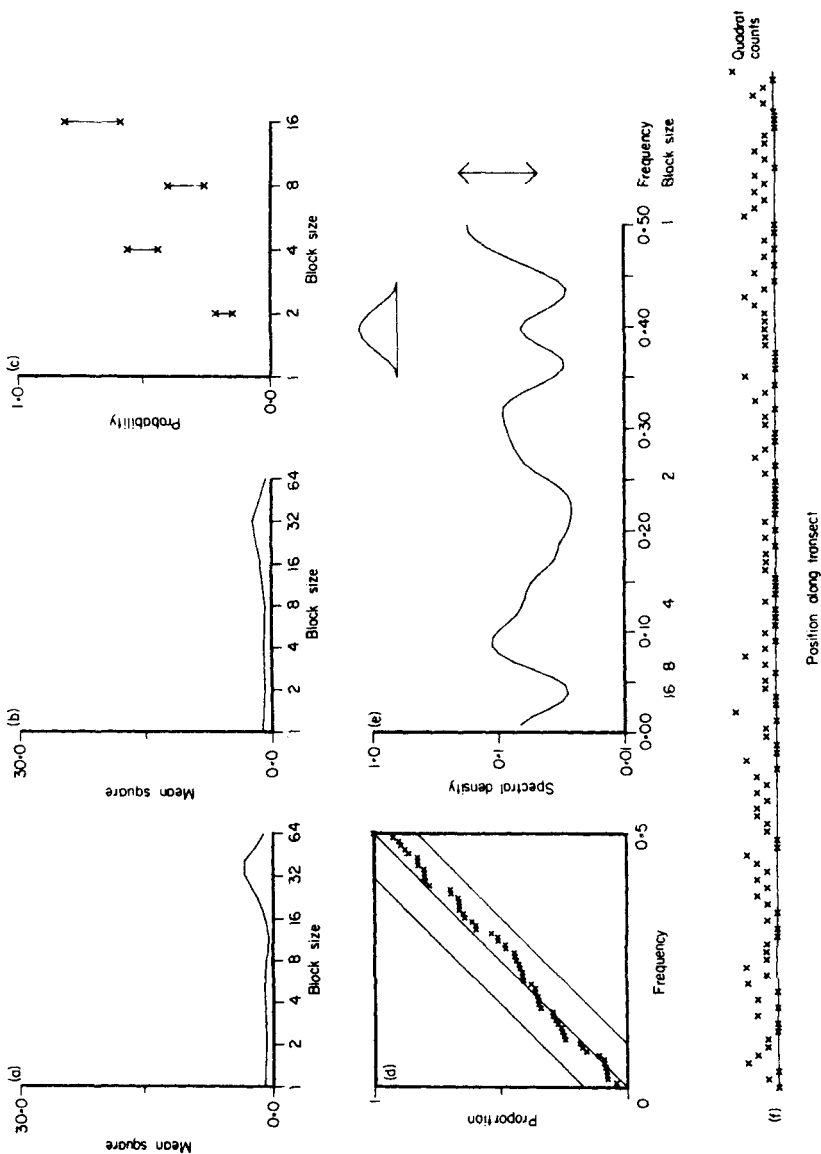 (a)
30·0
Mean square
0·0
1 2 4 8 16 32 64
Block size
(b)
30·0
Mean square
0·0
1 2 4 8 16 32 64
Block size
(c)
1·0
Probability
0·0
1 2 4 8 16
Block size
(d)
1
Proportion
0 0·5
Frequency
(e)
1·0
Spectral density
0·1
0·01
0·00 0·10 0·20 0·30 0·40 0·50 Frequency
16 8 4 2 1 Block size
(f)
Quadrat
counts
Position along transect